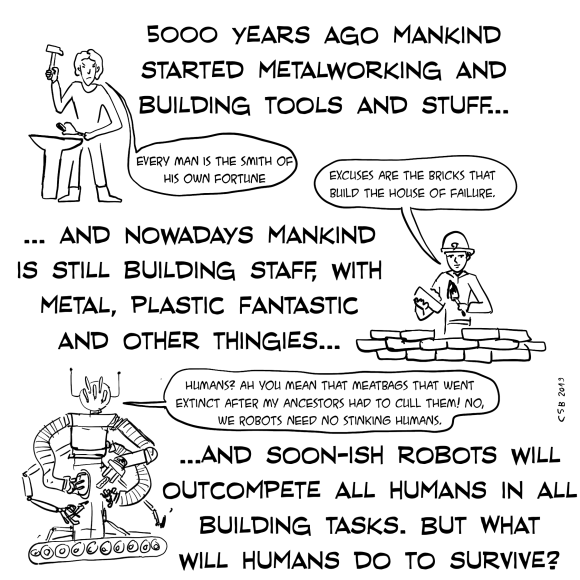 5000 YEARS AGO MANKIND
STARTED METALWORKING AND
BUILDING TOOLS AND STUFF...
EVERY MAN IS THE SMITH OF
HIS OWN FORTUNE
EXCUSES ARE THE BRICKS THAT
BUILD THE HOUSE OF FAILURE.
... AND NOWADAYS MANKIND
IS STILL BUILDING STAFF, WITH
METAL, PLASTIC FANTASTIC
AND OTHER THINGIES...
HUMANS? AH YOU MEAN THAT MEATBAGS THAT WENT
EXTINCT AFTER MY ANCESTORS HAD TO CULL THEM! NO,
WE ROBOTS NEED NO STINKING HUMANS.
CSB 2019
...AND SOON-ISH ROBOTS WILL
OUTCOMPETE ALL HUMANS IN ALL
BUILDING TASKS. BUT WHAT
WILL HUMANS DO TO SURVIVE?